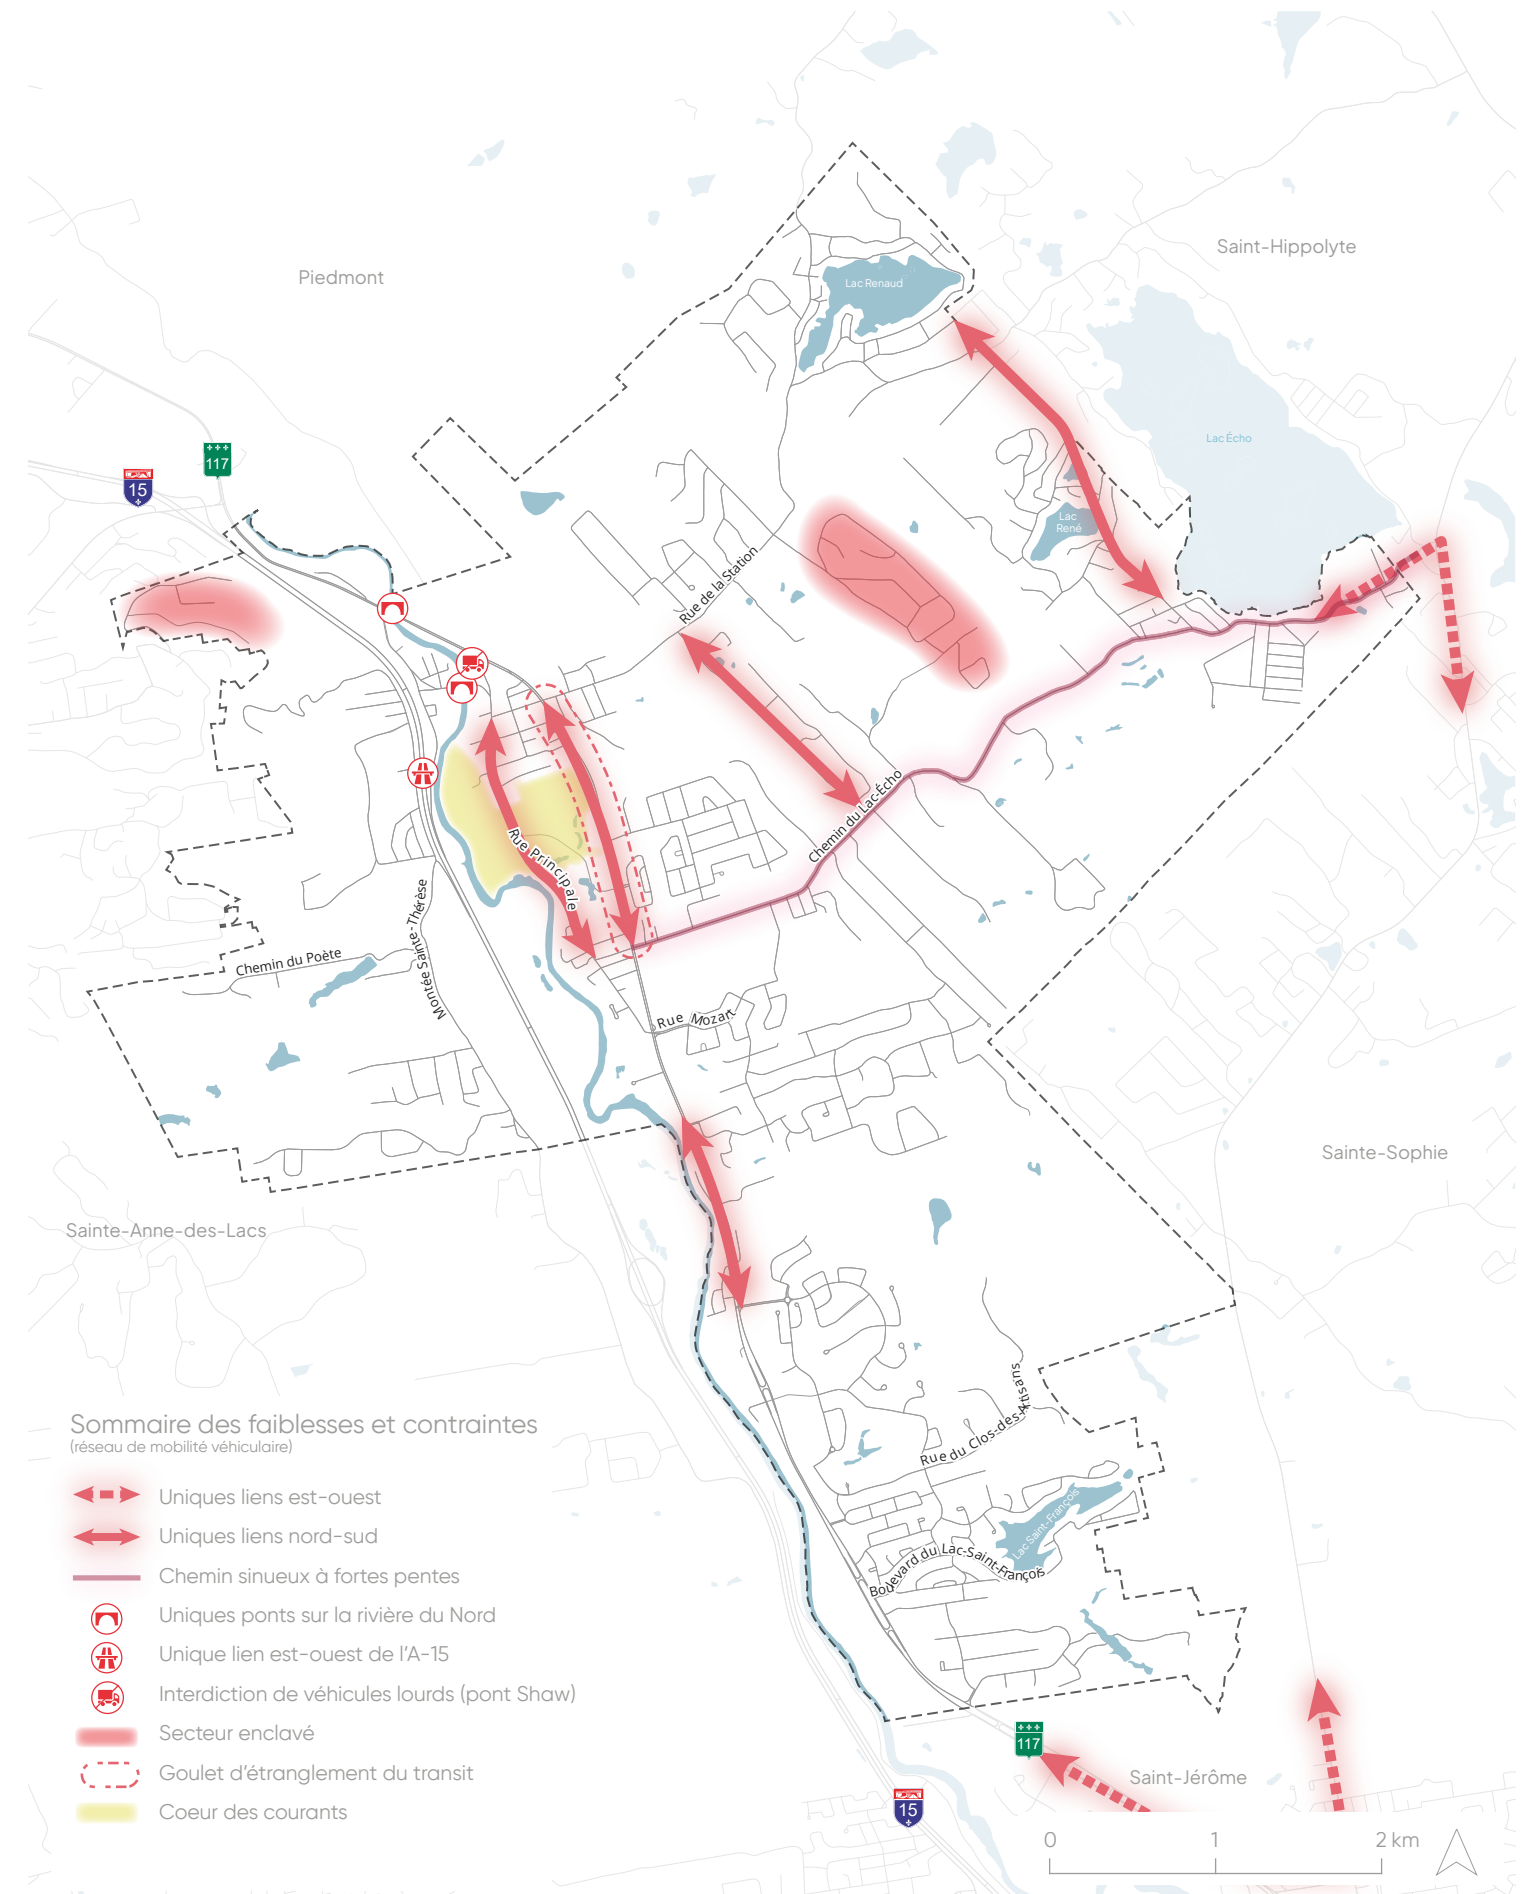 Saint-Hippolyte
Piedmont
Lac Renaud
Lac Écho
117
15
Lac
René
Rue de la Station
Chemin du Lac-Écho
Rue Principale
Montée Sainte-Thérèse
Chemin du Poète
Rue Mozart
Sainte-Sophie
Sainte-Anne-des-Lacs
Rue du Clos-des-Artisans
Lac Saint-François
Boulevard du Lac-Saint-François
Sommaire des faiblesses et contraintes
(réseau de mobilité véhiculaire)
Uniques liens est-ouest
Uniques liens nord-sud
Chemin sinueux à fortes pentes
Uniques ponts sur la rivière du Nord
Unique lien est-ouest de l'A-15
Interdiction de véhicules lourds (pont Shaw)
Secteur enclavé
Goulet d'étranglement du transit
Coeur des courants
117
Saint-Jérôme
15
0 1 2 km